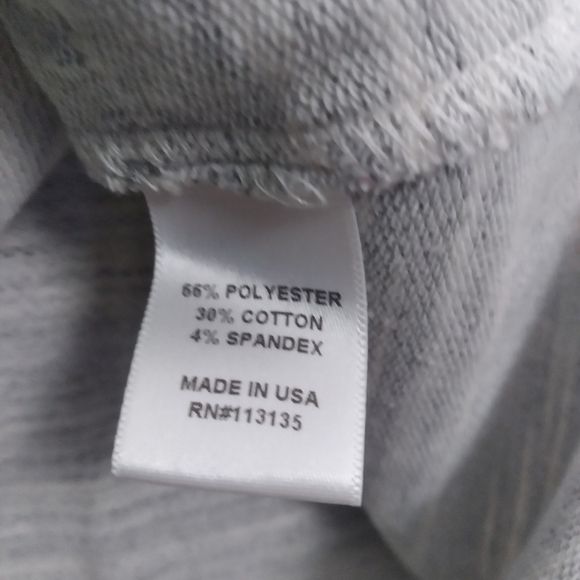 66% POLYESTER
30% COTTON
4% SPANDEX
MADE IN USA
RN#113135